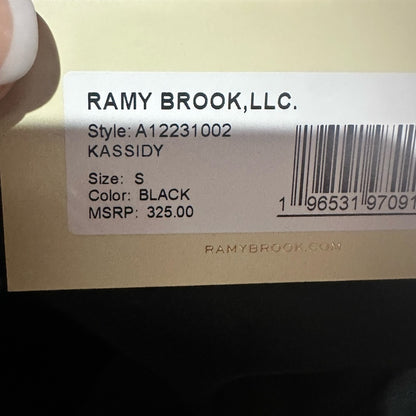 RAMY BROOK,LLC.
Style: A12231002
KASSIDY
Size: S
Color: BLACK
MSRP: 325.00
1 96531 97091
RAMYBROOK.COM